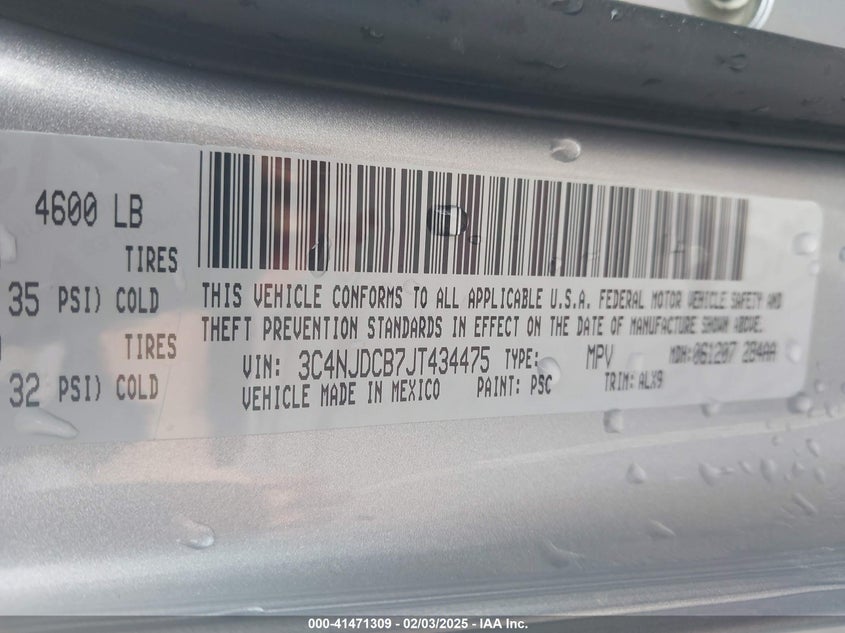 4600 LB
TIRES
35 PSI) COLD
TIRES
32 PSI) COLD
THIS VEHICLE CONFORMS TO ALL APPLICABLE U.S.A. FEDERAL MOTOR VEHICLE SAFETY AND
THEFT PREVENTION STANDARDS IN EFFECT ON THE DATE OF MANUFACTURE SHOWN ABOVE.
VIN: 3C4NJDCB7JT434475 TYPE: MPV MDH: 061207 2B4AA
VEHICLE MADE IN MEXICO PAINT: PSC TRIM: ALX9
000-41471309 - 02/03/2025 - IAA Inc.